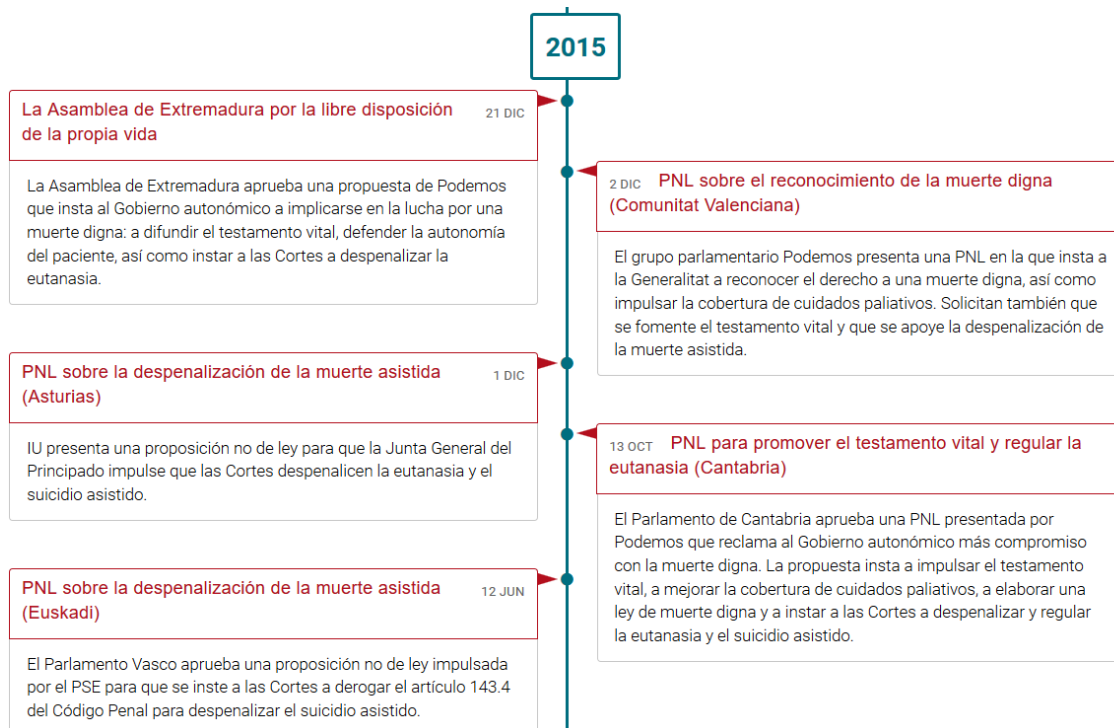 2015
La Asamblea de Extremadura por la libre disposición
de la propia vida
21 DIC
La Asamblea de Extremadura aprueba una propuesta de Podemos
que insta al Gobierno autonómico a implicarse en la lucha por una
muerte digna: a difundir el testamento vital, defender la autonomía
del paciente, así como instar a las Cortes a despenalizar la
eutanasia.
2 DIC PNL sobre el reconocimiento de la muerte digna
(Comunitat Valenciana)
El grupo parlamentario Podemos presenta una PNL en la que insta a
la Generalitat a reconocer el derecho a una muerte digna, así como
impulsar la cobertura de cuidados paliativos. Solicitan también que
se fomente el testamento vital y que se apoye la despenalización de
la muerte asistida.
PNL sobre la despenalización de la muerte asistida
(Asturias)
1 DIC
IU presenta una proposición no de ley para que la Junta General del
Principado impulse que las Cortes despenalicen la eutanasia y el
suicidio asistido.
13 OCT PNL para promover el testamento vital y regular la
eutanasia (Cantabria)
El Parlamento de Cantabria aprueba una PNL presentada por
Podemos que reclama al Gobierno autonómico más compromiso
con la muerte digna. La propuesta insta a impulsar el testamento
vital, a mejorar la cobertura de cuidados paliativos, a elaborar una
ley de muerte digna y a instar a las Cortes a despenalizar y regular
la eutanasia y el suicidio asistido.
PNL sobre la despenalización de la muerte asistida
(Euskadi)
12 JUN
El Parlamento Vasco aprueba una proposición no de ley impulsada
por el PSE para que se inste a las Cortes a derogar el artículo 143.4
del Código Penal para despenalizar el suicidio asistido.